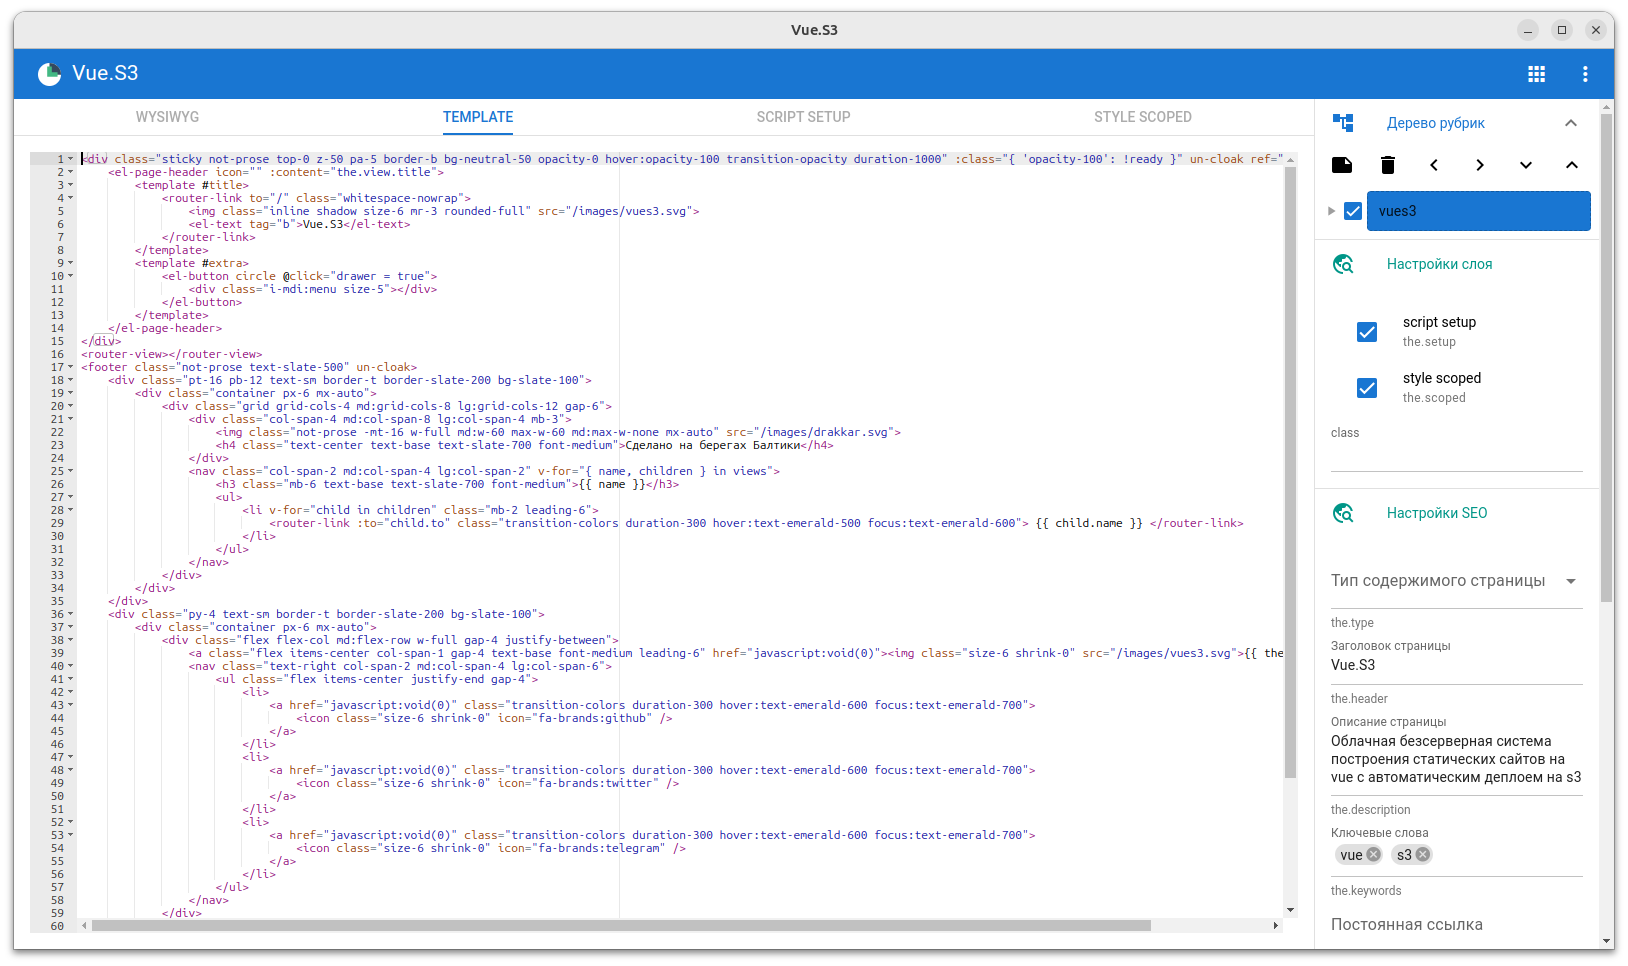 Vue.S3
Vue.S3
WYSIWYG
TEMPLATE
SCRIPT SETUP
STYLE SCOPED
1 <div class="sticky not-prose top-0 z-50 pa-5 border-b bg-neutral-50 opacity-0 hover:opacity-100 transition-opacity duration-1000" :class="{ 'opacity-100': !ready }" un-cloak ref="
2 <el-page-header icon="" :content="the.view.title">
3 <template #title>
4 <router-link to="/" class="whitespace-nowrap">
5 <img class="inline shadow size-6 mr-3 rounded-full" src="/images/vues3.svg">
6 <el-text tag="b">Vue.S3</el-text>
7 </router-link>
8 </template>
9 <template #extra>
10 <el-button circle @click="drawer = true">
11 <div class="i-mdi:menu size-5"></div>
12 </el-button>
13 </template>
14 </el-page-header>
15 </div>
16 <router-view></router-view>
17 <footer class="not-prose text-slate-500" un-cloak>
18 <div class="pt-16 pb-12 text-sm border-t border-slate-200 bg-slate-100">
19 <div class="container px-6 mx-auto">
20 <div class="grid grid-cols-4 md:grid-cols-8 lg:grid-cols-12 gap-6">
21 <div class="col-span-4 md:col-span-8 lg:col-span-4 mb-3">
22 <img class="not-prose -mt-16 w-full md:w-60 max-w-60 md:max-w-none mx-auto" src="/images/drakkar.svg">
23 <h4 class="text-center text-base text-slate-700 font-medium">Сделано на берегах Балтики</h4>
24 </div>
25 <nav class="col-span-2 md:col-span-4 lg:col-span-2" v-for="{ name, children } in views">
26 <h3 class="mb-6 text-base text-slate-700 font-medium">{{ name }}</h3>
27 <ul>
28 <li v-for="child in children" class="mb-2 leading-6">
29 <router-link :to="child.to" class="transition-colors duration-300 hover:text-emerald-500 focus:text-emerald-600"> {{ child.name }} </router-link>
30 </li>
31 </ul>
32 </nav>
33 </div>
34 </div>
35 </div>
36 <div class="py-4 text-sm border-t border-slate-200 bg-slate-100">
37 <div class="container px-6 mx-auto">
38 <div class="flex flex-col md:flex-row w-full gap-4 justify-between">
39 <a class="flex items-center col-span-1 gap-4 text-base font-medium leading-6" href="javascript:void(0)"><img class="size-6 shrink-0" src="/images/vues3.svg">{{ the
40 <nav class="text-right col-span-2 md:col-span-4 lg:col-span-6">
41 <ul class="flex items-center justify-end gap-4">
42 <li>
43 <a href="javascript:void(0)" class="transition-colors duration-300 hover:text-emerald-600 focus:text-emerald-700">
44 <icon class="size-6 shrink-0" icon="fa-brands:github" />
45 </a>
46 </li>
47 <li>
48 <a href="javascript:void(0)" class="transition-colors duration-300 hover:text-emerald-600 focus:text-emerald-700">
49 <icon class="size-6 shrink-0" icon="fa-brands:twitter" />
50 </a>
51 </li>
52 <li>
53 <a href="javascript:void(0)" class="transition-colors duration-300 hover:text-emerald-600 focus:text-emerald-700">
54 <icon class="size-6 shrink-0" icon="fa-brands:telegram" />
55 </a>
56 </li>
57 </ul>
58 </nav>
59 </div>
60
Дерево рубрик
vues3
Настройки слоя
script setup
the.setup
style scoped
the.scoped
class
Настройки SEO
Тип содержимого страницы
the.type
Заголовок страницы
Vue.S3
the.header
Описание страницы
Облачная безсерверная система
построения статических сайтов на
vue с автоматическим деплоем на s3
the.description
Ключевые слова
vue s3
the.keywords
Постоянная ссылка